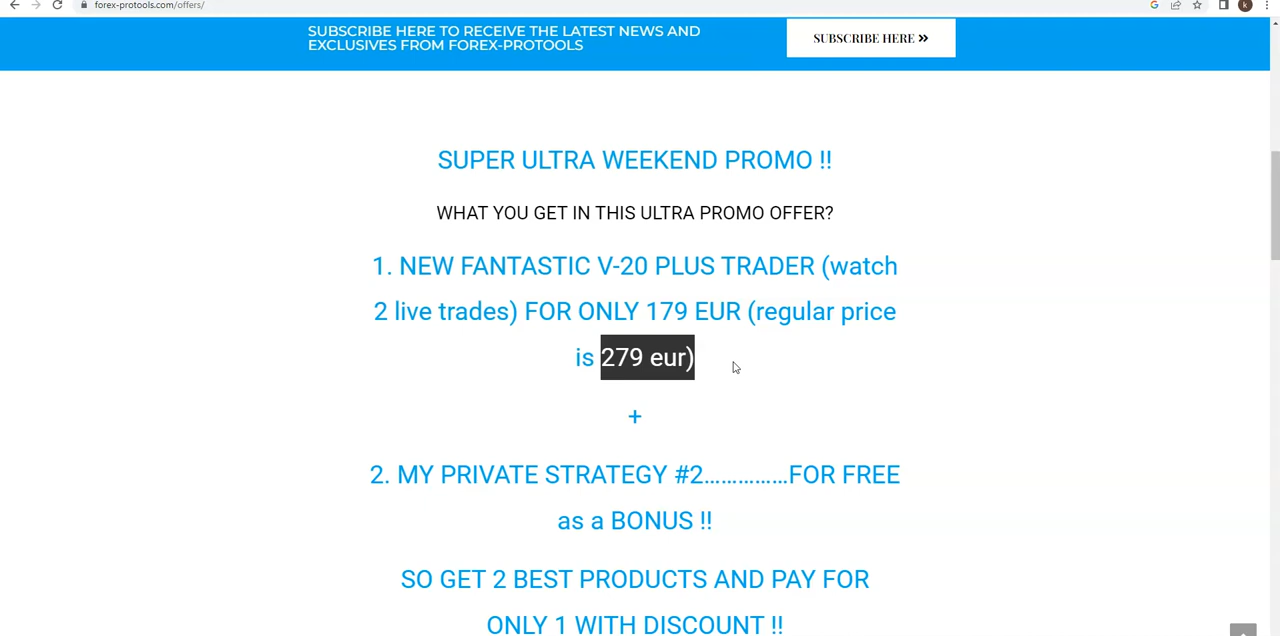 forex-protools.com/offers/
SUBSCRIBE HERE TO RECEIVE THE LATEST NEWS AND
EXCLUSIVES FROM FOREX-PROTOOLS
SUBSCRIBE HERE »
SUPER ULTRA WEEKEND PROMO !!
WHAT YOU GET IN THIS ULTRA PROMO OFFER?
1. NEW FANTASTIC V-20 PLUS TRADER (watch
2 live trades) FOR ONLY 179 EUR (regular price
is 279 eur)
+
2. MY PRIVATE STRATEGY #2...............FOR FREE
as a BONUS !!
SO GET 2 BEST PRODUCTS AND PAY FOR
ONLY 1 WITH DISCOUNT !!